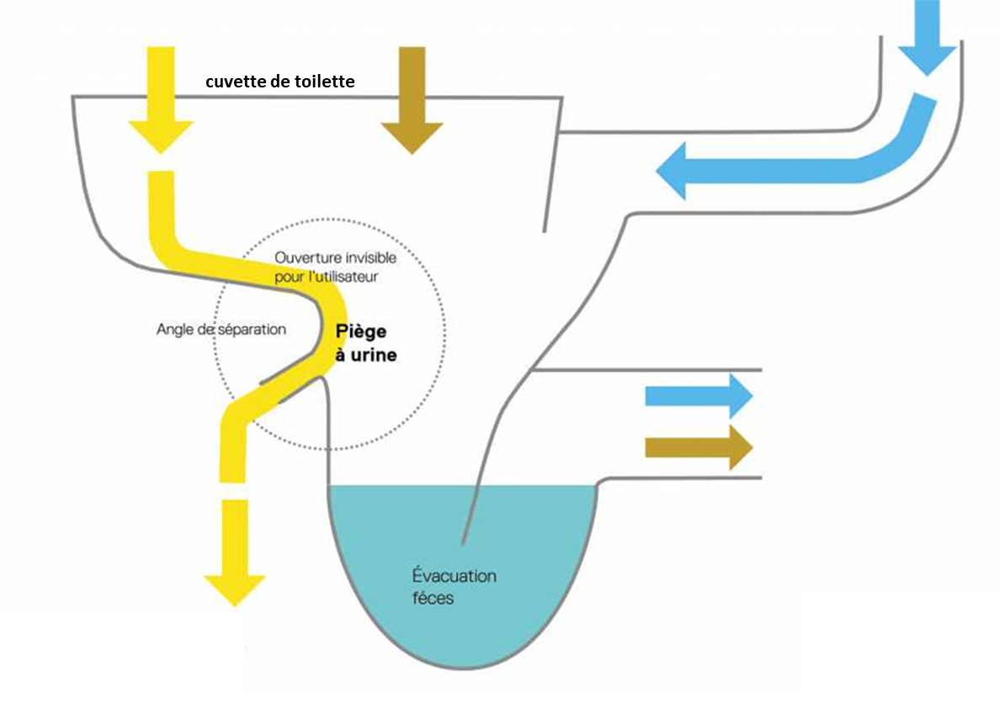 cuvette de toilette
Ouverture invisible
pour l'utilisateur
Angle de séparation
Piège
à urine
Évacuation
féces